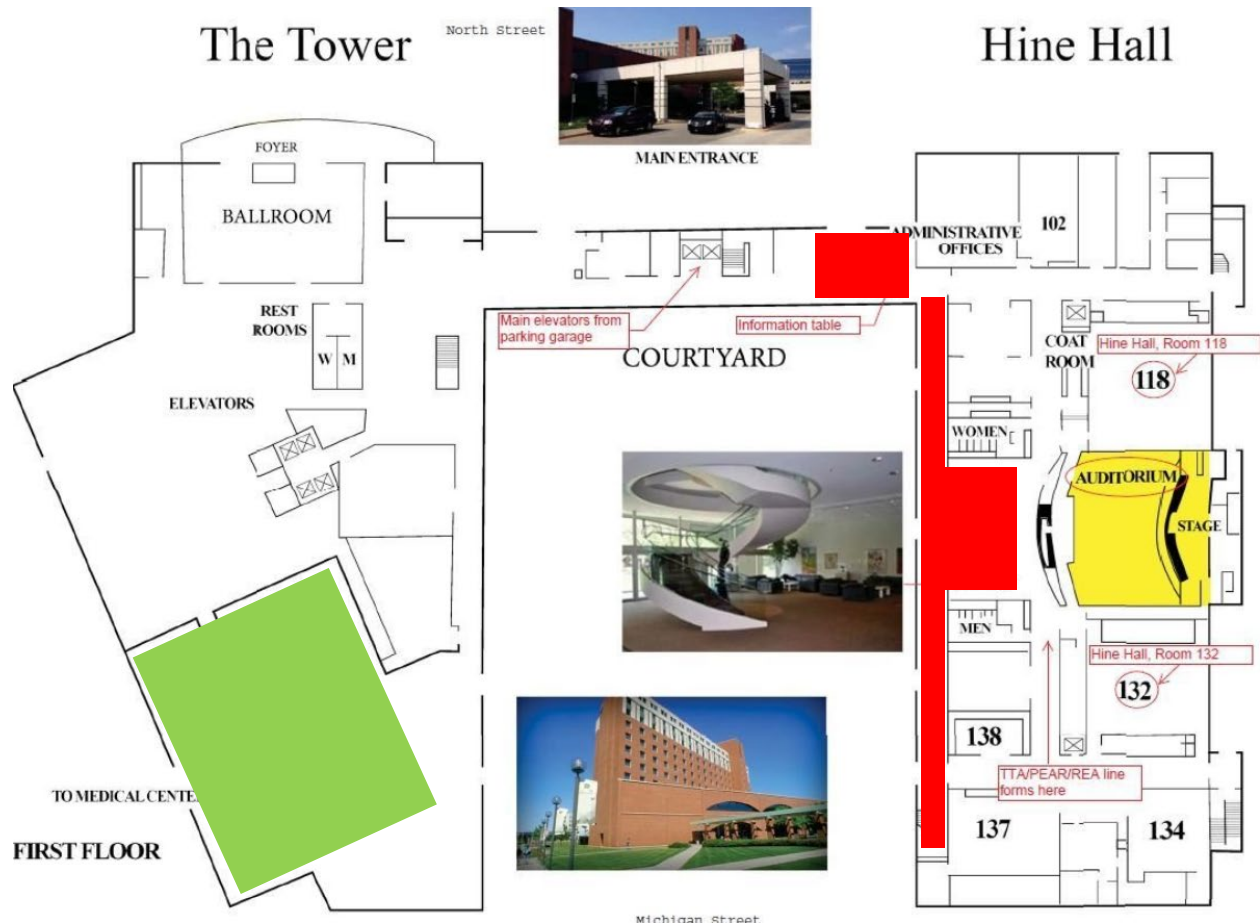 The Tower
North Street
Hine Hall
MAIN ENTRANCE
FOYER
BALLROOM
ADMINISTRATIVE
OFFICES
102
REST
ROOMS
W M
Main elevators from
parking garage
Information table
COURTYARD
COAT
ROOM
Hine Hall, Room 118
118
ELEVATORS
WOMEN
AUDITORIUM
STAGE
MEN
Hine Hall, Room 132
132
138
TTA/PEAR/REA line
forms here
TO MEDICAL CENTE
137
134
FIRST FLOOR
Michigan Street